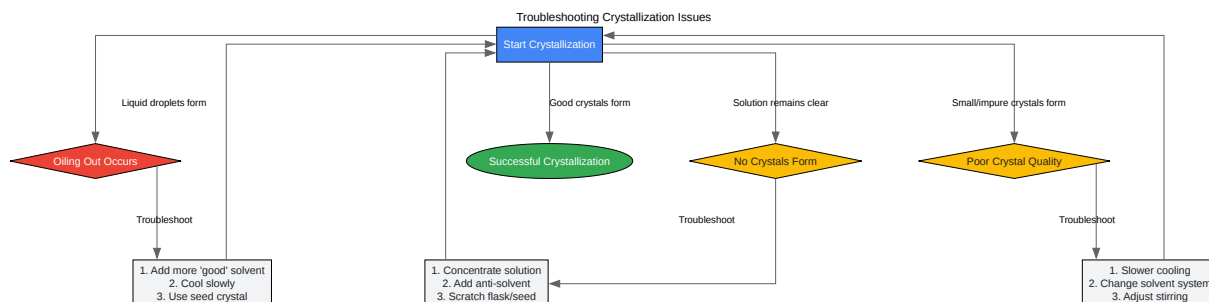 Troubleshooting Crystallization Issues
Start Crystallization
Liquid droplets form
Good crystals form
Solution remains clear
Small/impure crystals form
Oiling Out Occurs
Successful Crystallization
No Crystals Form
Poor Crystal Quality
Troubleshoot
Troubleshoot
Troubleshoot
1. Add more 'good' solvent
2. Cool slowly
3. Use seed crystal
1. Concentrate solution
2. Add anti-solvent
3. Scratch flask/seed
1. Slower cooling
2. Change solvent system
3. Adjust stirring